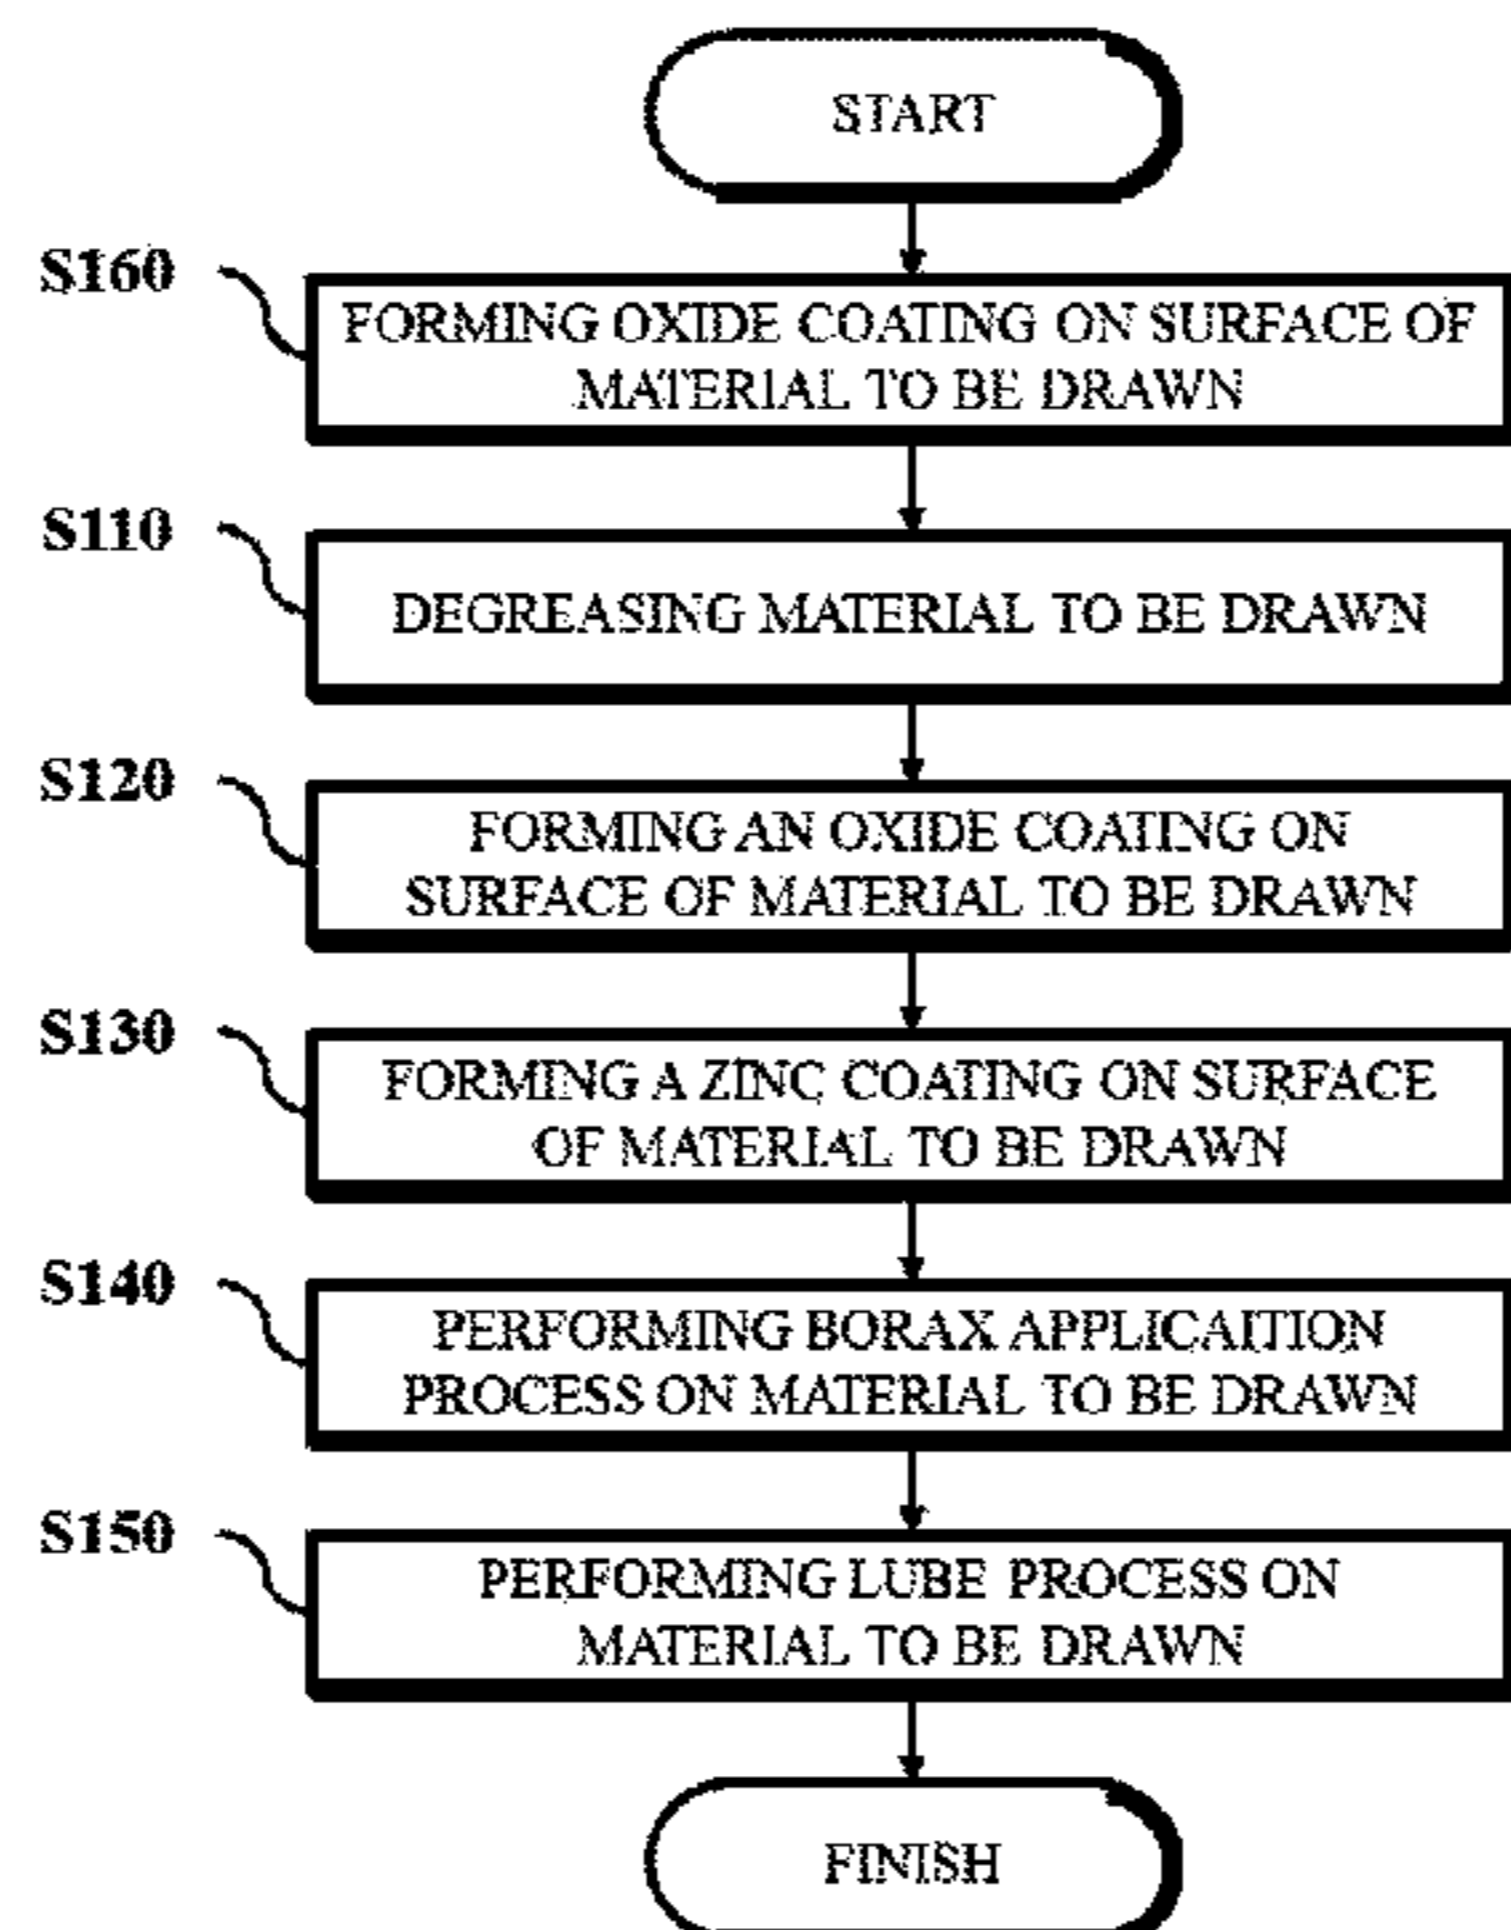 START
S160
FORMING OXIDE COATING ON SURFACE OF
MATERIAL TO BE DRAWN
S110
DEGREASING MATERIAL TO BE DRAWN
S120
FORMING AN OXIDE COATING ON
SURFACE OF MATERIAL TO BE DRAWN
S130
FORMING A ZINC COATING ON SURFACE
OF MATERIAL TO BE DRAWN
S140
PERFORMING BORAX APPLICAITION
PROCESS ON MATERIAL TO BE DRAWN
S150
PERFORMING LUBE PROCESS ON
MATERIAL TO BE DRAWN
FINISH